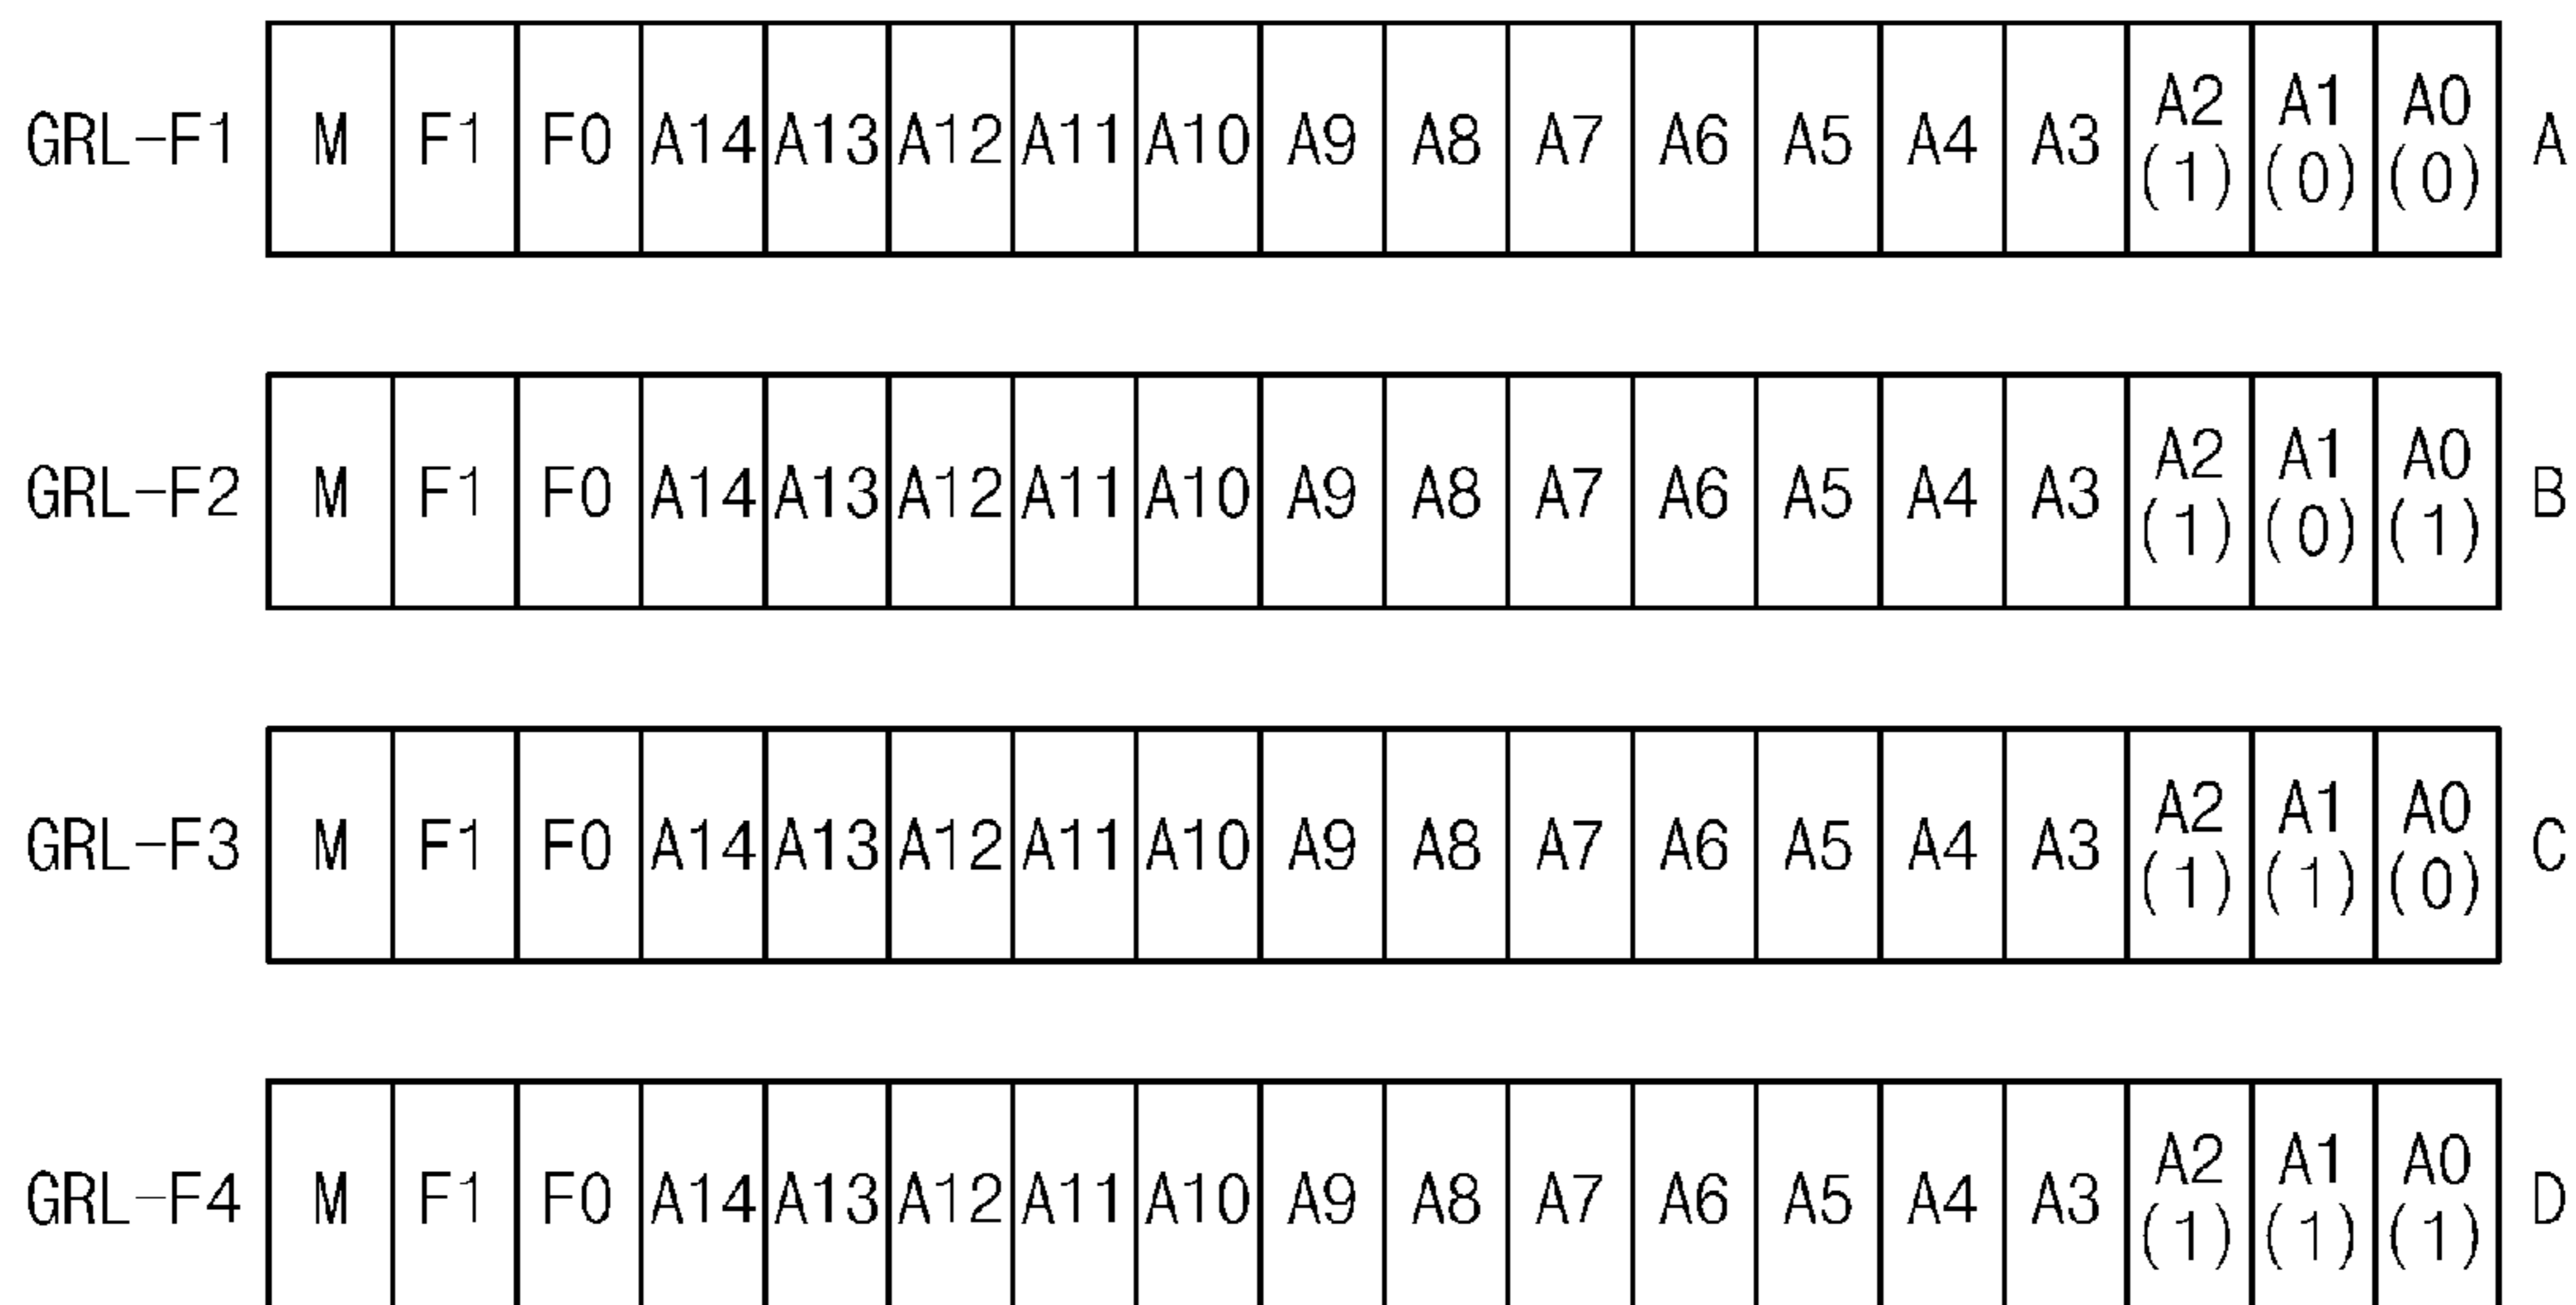 GRL-F1 M F1 F0 A14 A13 A12 A11 A10 A9 A8 A7 A6 A5 A4 A3 A2 (1) A1 (0) A0 (0) A
GRL-F2 M F1 F0 A14 A13 A12 A11 A10 A9 A8 A7 A6 A5 A4 A3 A2 (1) A1 (0) A0 (1) B
GRL-F3 M F1 F0 A14 A13 A12 A11 A10 A9 A8 A7 A6 A5 A4 A3 A2 (1) A1 (1) A0 (0) C
GRL-F4 M F1 F0 A14 A13 A12 A11 A10 A9 A8 A7 A6 A5 A4 A3 A2 (1) A1 (1) A0 (1) D